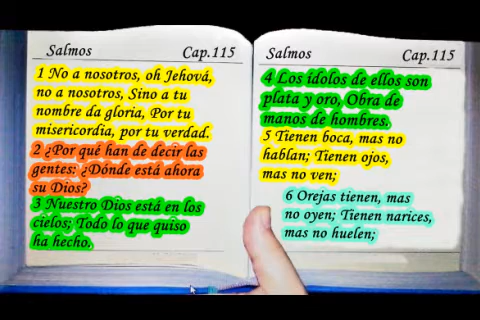 Salmos Cap.115
1 No a nosotros, oh Jehová,
no a nosotros, Sino a tu
nombre da gloria, Por tu
misericordia, por tu verdad.
2 ¿Por qué han de decir las
gentes: ¿Dónde está ahora
su Dios?
3 Nuestro Dios está en los
cielos; Todo lo que quiso
ha hecho.
Salmos Cap.115
4 Los ídolos de ellos son
plata y oro, Obra de
manos de hombres.
5 Tienen boca, mas no
hablan; Tienen ojos,
mas no ven;
6 Orejas tienen, mas
no oyen; Tienen narices,
mas no huelen;